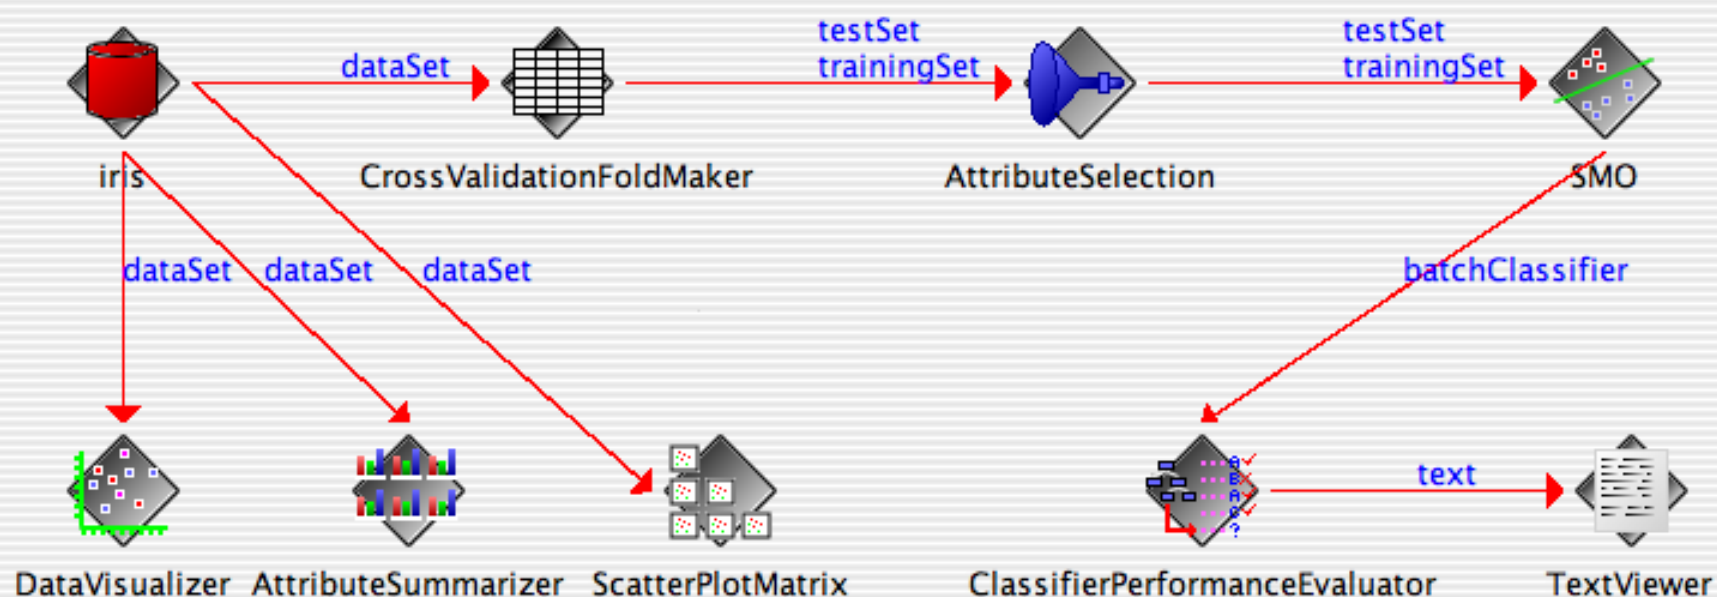 testSet
testSet
dataSet
trainingSet
trainingSet
iris
CrossValidationFoldMaker
AttributeSelection
SMO
dataSet
dataSet
dataSet
batchClassifier
text
DataVisualizer
AttributeSummarizer
ScatterPlotMatrix
ClassifierPerformanceEvaluator
TextViewer